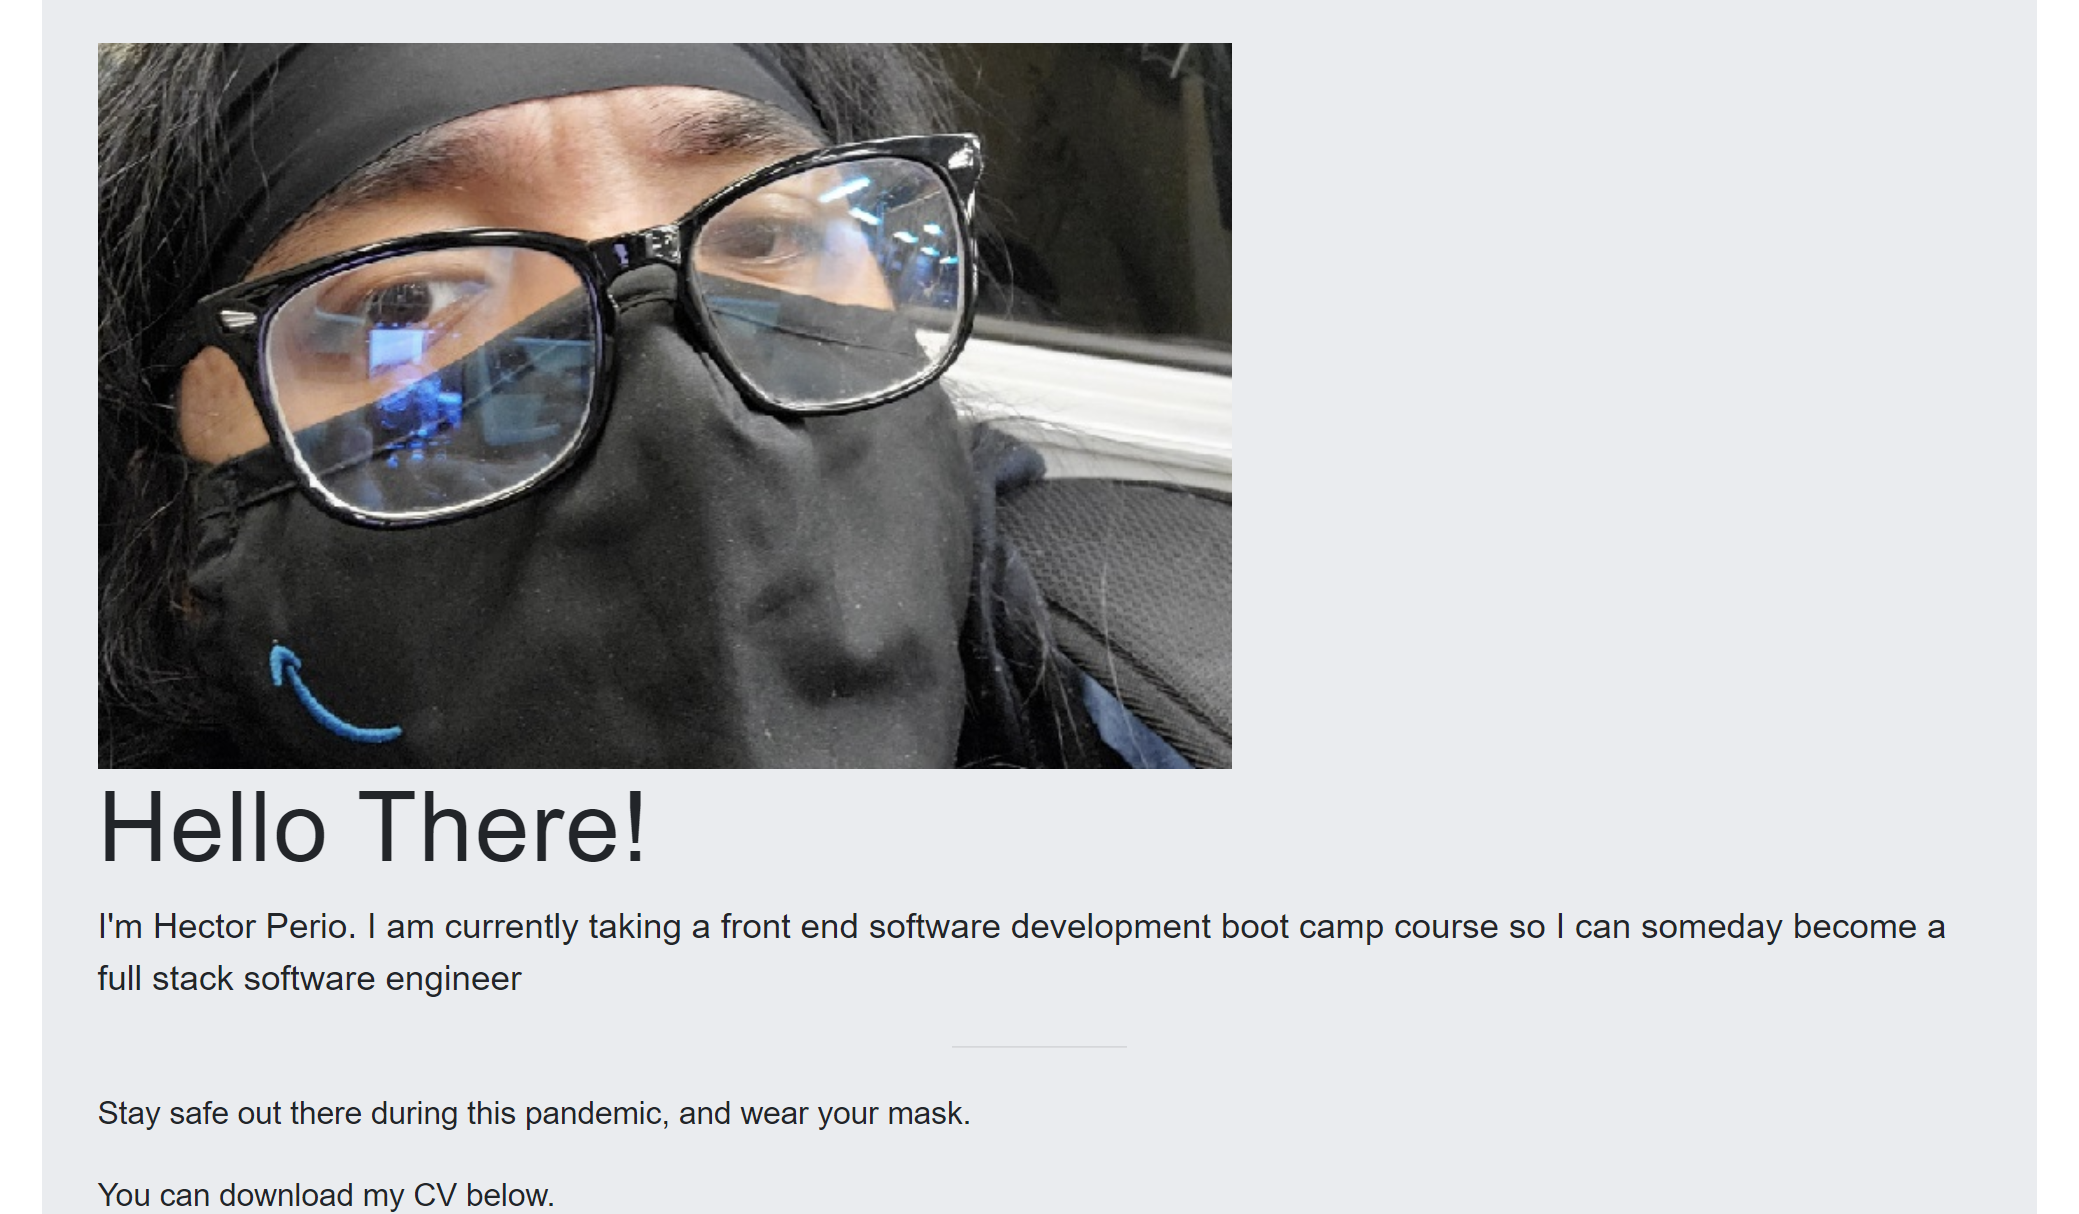 Hello There!
I'm Hector Perio. I am currently taking a front end software development boot camp course so I can someday become a
full stack software engineer
Stay safe out there during this pandemic, and wear your mask.
You can download my CV below.